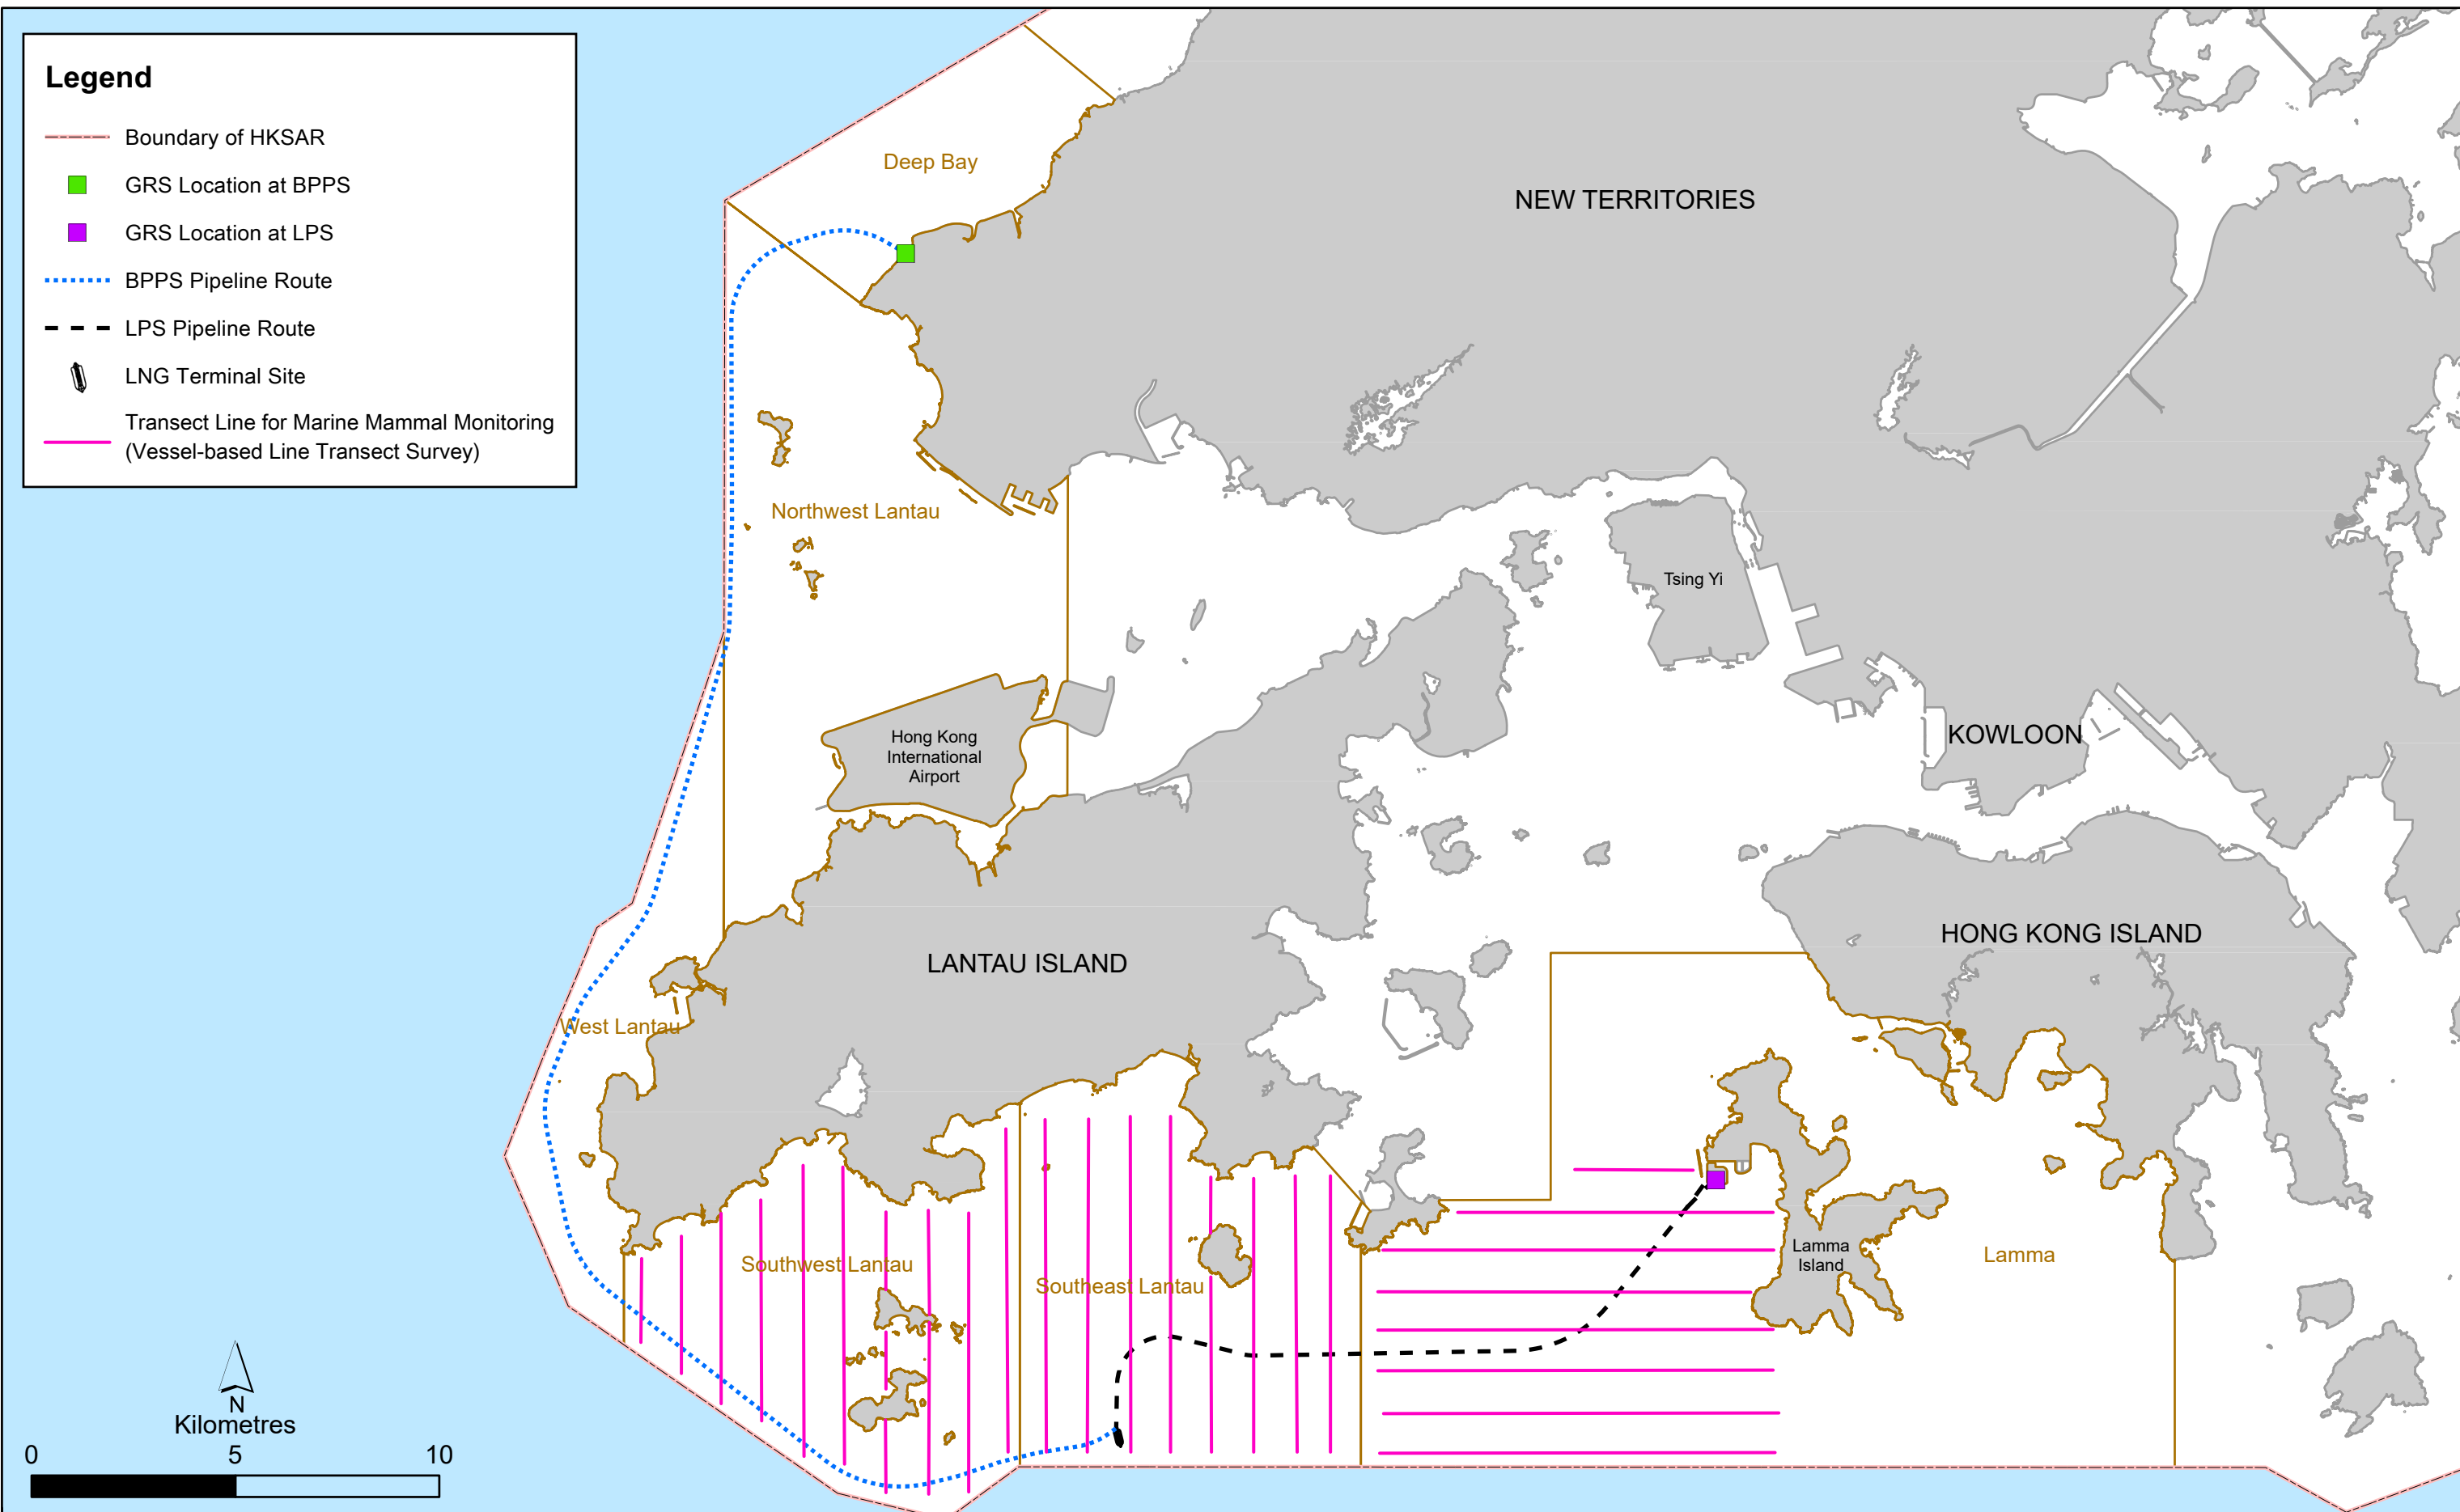 Legend
Boundary of HKSAR
GRS Location at BPPS
GRS Location at LPS
BPPS Pipeline Route
LPS Pipeline Route
LNG Terminal Site
Transect Line for Marine Mammal Monitoring
(Vessel-based Line Transect Survey)
Deep Bay
NEW TERRITORIES
Northwest Lantau
Tsing Yi
Hong Kong
International
Airport
KOWLOON
HONG KONG ISLAND
LANTAU ISLAND
West Lantau
Southwest Lantau
Southeast Lantau
Lamma
Island
Lamma
N
Kilometres
0 5 10